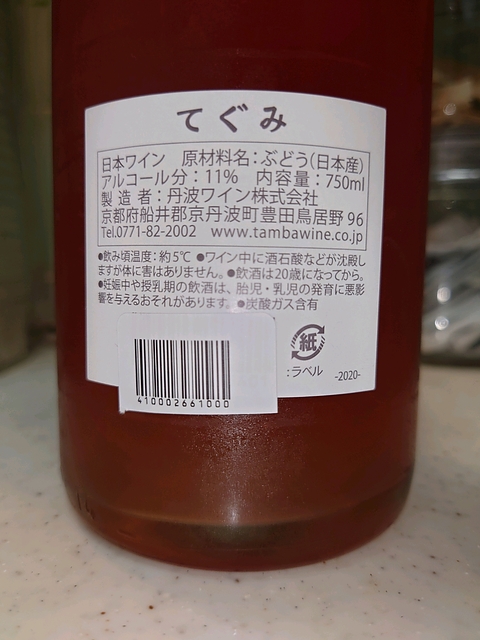 てぐみ
日本ワイン 原材料名：ぶどう（日本産）
アルコール分：11% 内容量：750ml
製造者：丹波ワイン株式会社
京都府船井郡京丹波町豊田鳥居野 96
Tel.0771-82-2002 www.tambawine.co.jp
●飲み頃温度：約5℃ ●ワイン中に酒石酸などが沈殿し
ますが体に害はありません。●飲酒は20歳になってから。
●妊娠中や授乳期の飲酒は、胎児・乳児の発育に悪影
響を与えるおそれがあります。●炭酸ガス含有
紙
：ラベル
-2020-
410002661000